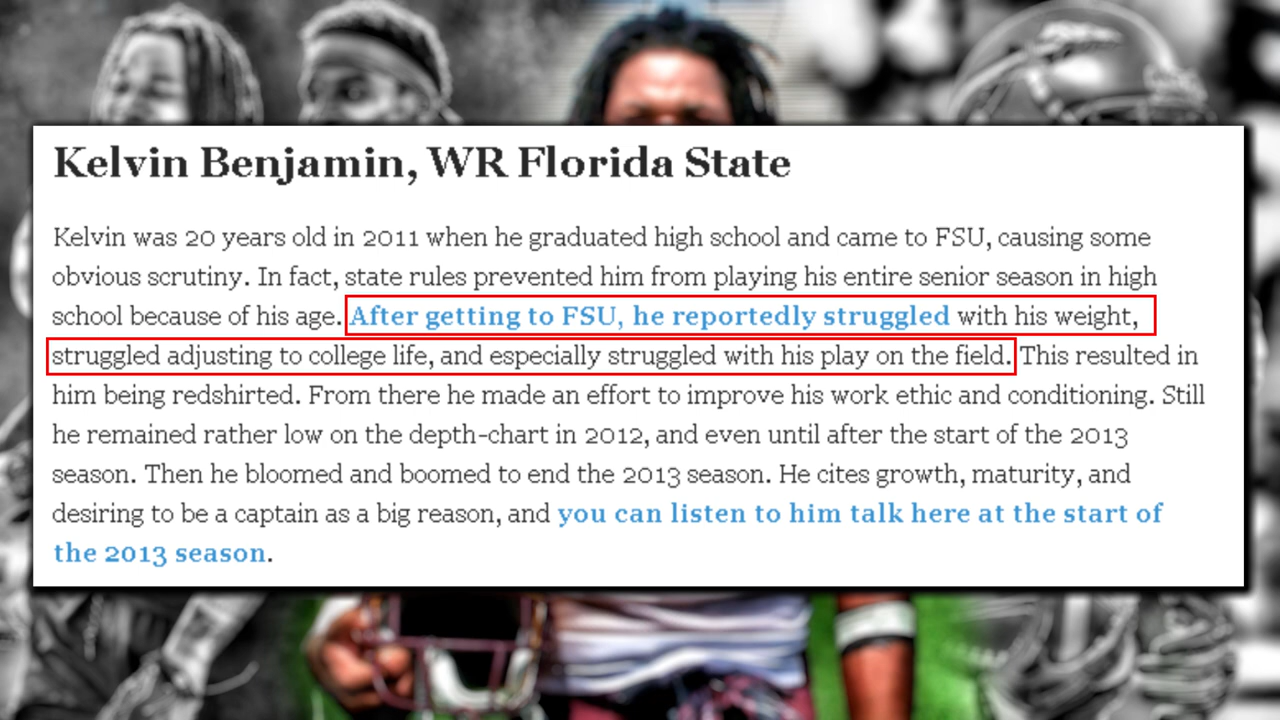 Kelvin Benjamin, WR Florida State
Kelvin was 20 years old in 2011 when he graduated high school and came to FSU, causing some
obvious scrutiny. In fact, state rules prevented him from playing his entire senior season in high
school because of his age. After getting to FSU, he reportedly struggled with his weight,
struggled adjusting to college life, and especially struggled with his play on the field. This resulted in
him being redshirted. From there he made an effort to improve his work ethic and conditioning. Still
he remained rather low on the depth-chart in 2012, and even until after the start of the 2013
season. Then he bloomed and boomed to end the 2013 season. He cites growth, maturity, and
desiring to be a captain as a big reason, and you can listen to him talk here at the start of
the 2013 season.